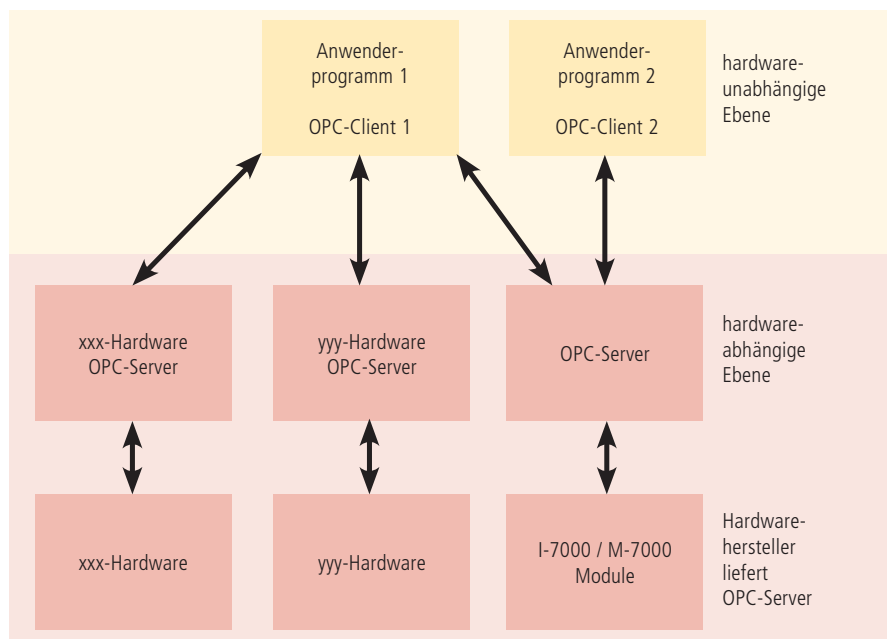 Anwender-
programm 1
OPC-Client 1
Anwender-
programm 2
OPC-Client 2
hardware-
unabhängige
Ebene
xxx-Hardware
OPC-Server
yyy-Hardware
OPC-Server
OPC-Server
hardware-
abhängige
Ebene
xxx-Hardware
yyy-Hardware
I-7000 / M-7000
Module
Hardware-
hersteller
liefert
OPC-Server